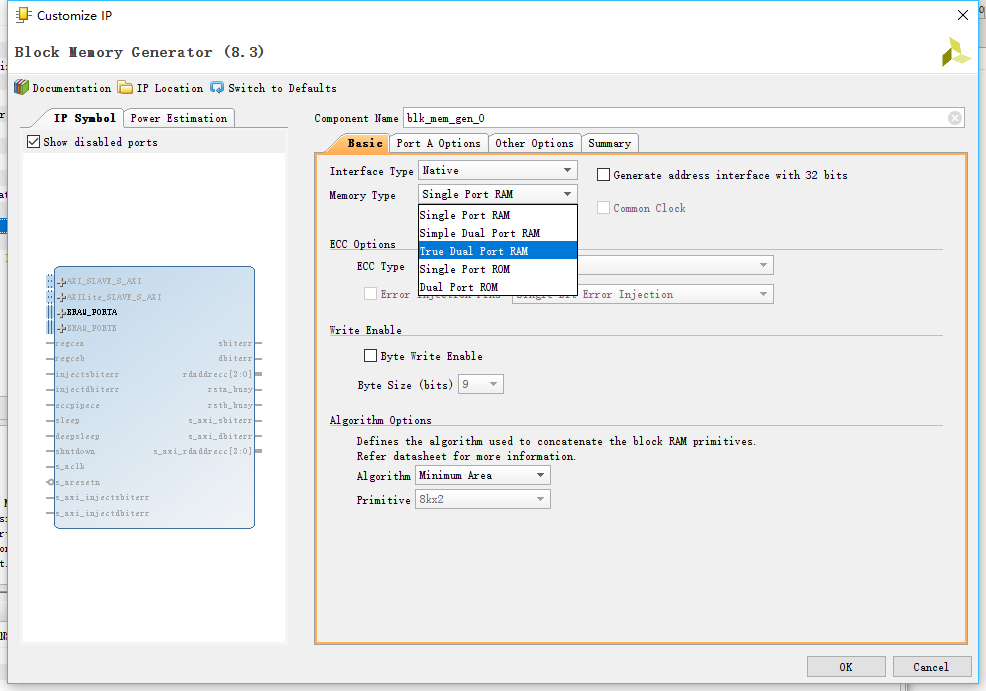 Customize IP
Block Memory Generator (8.3)
Documentation IP Location Switch to Defaults
IP Symbol Power Estimation
Show disabled ports
AXI_SLAVE_S_AXI
AXILite_SLAVE_S_AXI
BRAM_PORTA
BRAM_PORTB
regcea
regceb
injectsbiterr
injectdbiterr
eccpipece
sleep
deepsleep
shutdown
s_aclk
s_aresetn
s_axi_injectsbiterr
s_axi_injectdbiterr
sbiterr
dbiterr
rdaddrecc[3:0]
rsta_busy
rstb_busy
s_axi_sbiterr
s_axi_dbiterr
s_axi_rdaddrecc[3:0]
Component Name blk_mem_gen_0
Basic Port A Options Other Options Summary
Interface Type Native
Generate address interface with 32 bits
Memory Type Single Port RAM
Common Clock
Single Port RAM
Simple Dual Port RAM
True Dual Port RAM
Single Port ROM
Dual Port ROM
ECC Options
ECC Type
Error Injection Pins Single Bit Error Injection
Write Enable
Byte Write Enable
Byte Size (bits) 9
Algorithm Options
Defines the algorithm used to concatenate the block RAM primitives.
Refer datasheet for more information.
Algorithm Minimum Area
Primitive 8kx2
OK Cancel